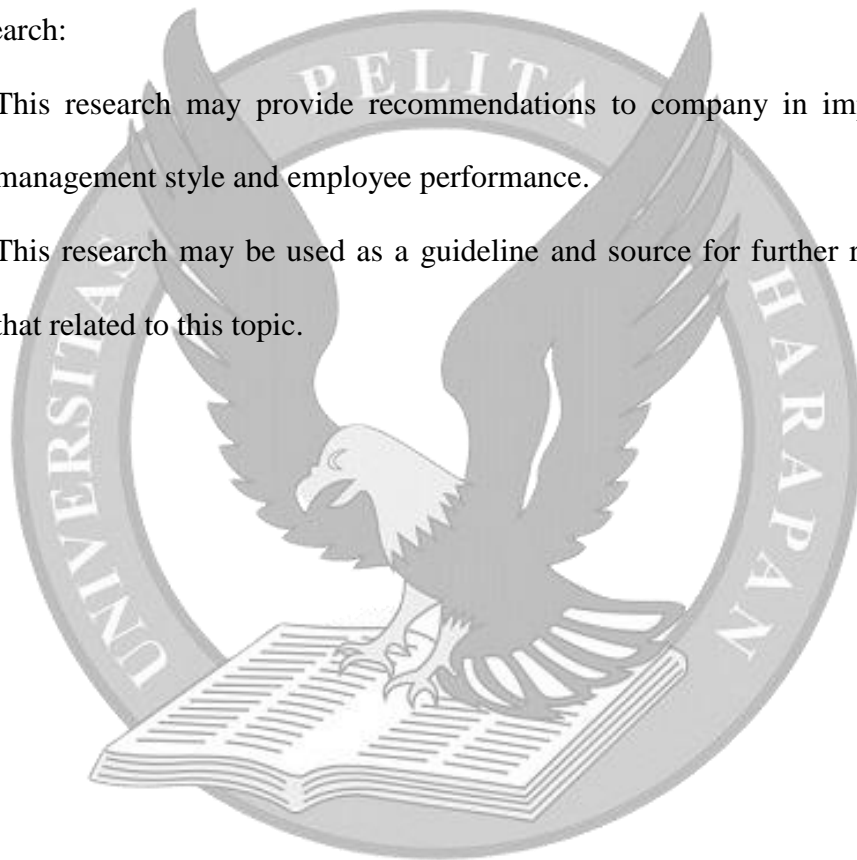 earch:
This research may provide recommendations to company in imp
management style and employee performance.
This research may be used as a guideline and source for further r
that related to this topic.
UNIVERSITAS PELITA HARAPAN